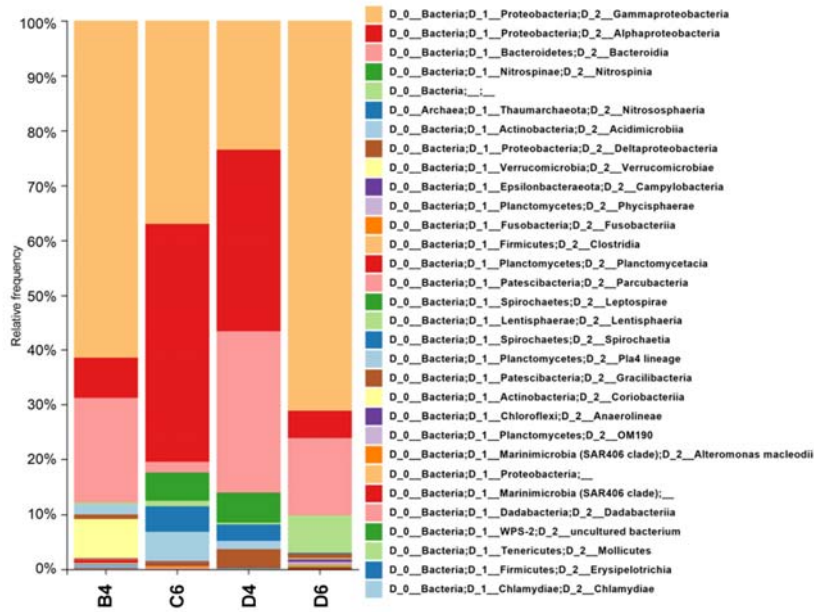 100%
90%
80%
70%
60%
50%
40%
30%
20%
10%
0%
Relative frequency
B4
C6
D4
D6
D_0__Bacteria;D_1__Proteobacteria;D_2__Gammaproteobacteria
D_0__Bacteria;D_1__Proteobacteria;D_2__Alphaproteobacteria
D_0__Bacteria;D_1__Bacteroidetes;D_2__Bacteroidia
D_0__Bacteria;D_1__Nitrospinae;D_2__Nitrospinia
D_0__Bacteria;__;__
D_0__Archaea;D_1__Thaumarchaeota;D_2__Nitrososphaeria
D_0__Bacteria;D_1__Actinobacteria;D_2__Acidimicrobiia
D_0__Bacteria;D_1__Proteobacteria;D_2__Deltaproteobacteria
D_0__Bacteria;D_1__Verrucomicrobia;D_2__Verrucomicrobiae
D_0__Bacteria;D_1__Epsilonbacteraeota;D_2__Campylobacteria
D_0__Bacteria;D_1__Planctomycetes;D_2__Phycisphaerae
D_0__Bacteria;D_1__Fusobacteria;D_2__Fusobacteriia
D_0__Bacteria;D_1__Firmicutes;D_2__Clostridia
D_0__Bacteria;D_1__Planctomycetes;D_2__Planctomycetacia
D_0__Bacteria;D_1__Patescibacteria;D_2__Parcubacteria
D_0__Bacteria;D_1__Spirochaetes;D_2__Leptospirae
D_0__Bacteria;D_1__Lentisphaerae;D_2__Lentisphaeria
D_0__Bacteria;D_1__Spirochaetes;D_2__Spirochaetia
D_0__Bacteria;D_1__Planctomycetes;D_2__Pla4 lineage
D_0__Bacteria;D_1__Patescibacteria;D_2__Gracilibacteria
D_0__Bacteria;D_1__Actinobacteria;D_2__Coriobacteriia
D_0__Bacteria;D_1__Chloroflexi;D_2__Anaerolineae
D_0__Bacteria;D_1__Planctomycetes;D_2__OM190
D_0__Bacteria;D_1__Marinimicrobia (SAR406 clade);D_2__Alteromonas macleodii
D_0__Bacteria;D_1__Proteobacteria;__
D_0__Bacteria;D_1__Marinimicrobia (SAR406 clade);__
D_0__Bacteria;D_1__Dadabacteria;D_2__Dadabacteriia
D_0__Bacteria;D_1__WPS-2;D_2__uncultured bacterium
D_0__Bacteria;D_1__Tenericutes;D_2__Mollicutes
D_0__Bacteria;D_1__Firmicutes;D_2__Erysipelotrichia
D_0__Bacteria;D_1__Chlamydiae;D_2__Chlamydiae